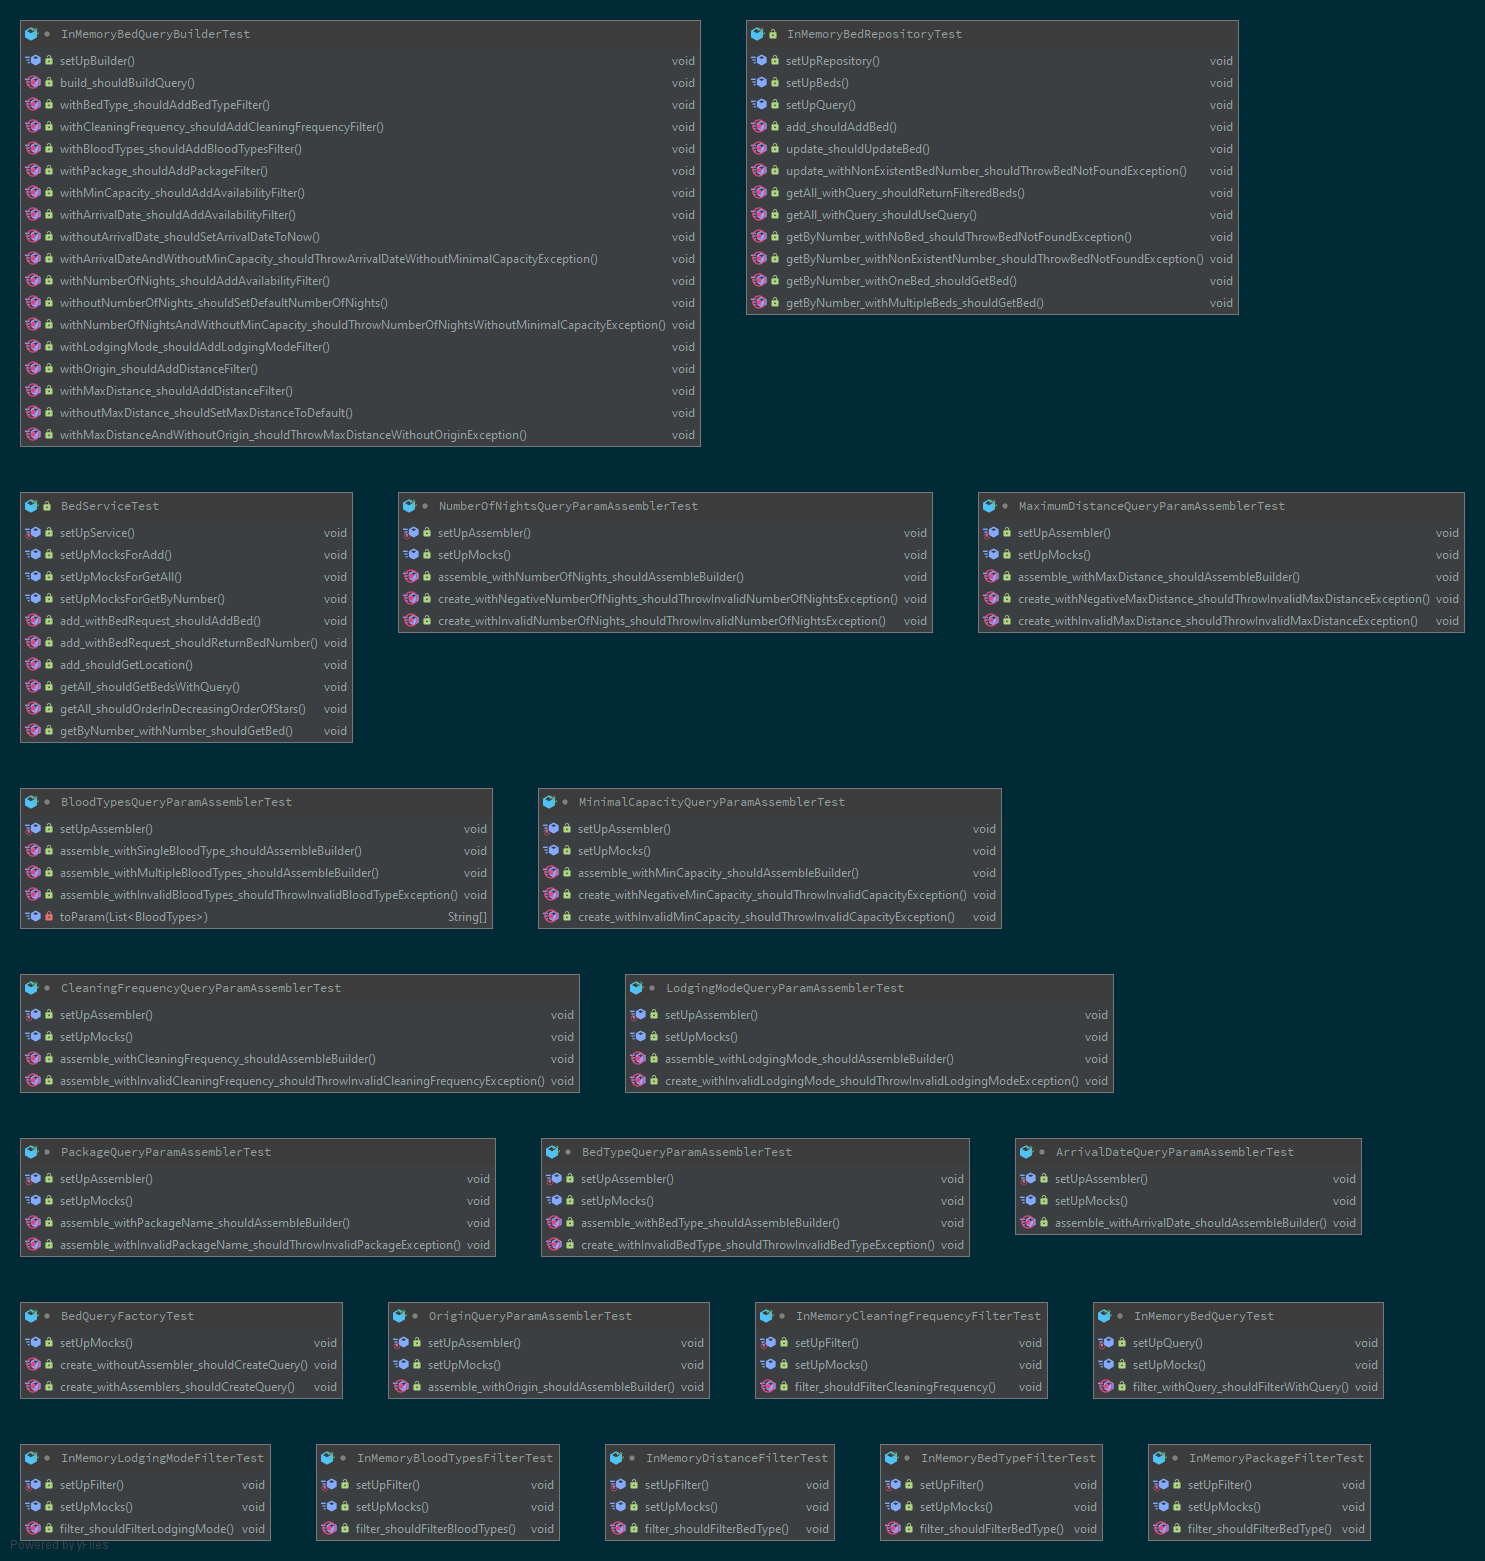 InMemoryBedQueryBuilderTest
setUpBuilder() void
build_shouldBuildQuery() void
withBedType_shouldAddBedTypeFilter() void
withCleaningFrequency_shouldAddCleaningFrequencyFilter() void
withBloodTypes_shouldAddBloodTypesFilter() void
withPackage_shouldAddPackageFilter() void
withMinCapacity_shouldAddAvailabilityFilter() void
withArrivalDate_shouldAddAvailabilityFilter() void
withoutArrivalDate_shouldSetArrivalDateToNow() void
withArrivalDateAndWithoutMinCapacity_shouldThrowArrivalDateWithoutMinimalCapacityException() void
withNumberOfNights_shouldAddAvailabilityFilter() void
withoutNumberOfNights_shouldSetDefaultNumberOfNights() void
withNumberOfNightsAndWithoutMinCapacity_shouldThrowNumberOfNightsWithoutMinimalCapacityException() void
withLodgingMode_shouldAddLodgingModeFilter() void
withOrigin_shouldAddDistanceFilter() void
withMaxDistance_shouldAddDistanceFilter() void
withoutMaxDistance_shouldSetMaxDistanceToDefault() void
withMaxDistanceAndWithoutOrigin_shouldThrowMaxDistanceWithoutOriginException() void
InMemoryBedRepositoryTest
setUpRepository() void
setUpBeds() void
setUpQuery() void
add_shouldAddBed() void
update_shouldUpdateBed() void
update_withNonExistentBedNumber_shouldThrowBedNotFoundException() void
getAll_withQuery_shouldReturnFilteredBeds() void
getAll_withQuery_shouldUseQuery() void
getByNumber_withNoBed_shouldThrowBedNotFoundException() void
getByNumber_withNonExistentNumber_shouldThrowBedNotFoundException() void
getByNumber_withOneBed_shouldGetBed() void
getByNumber_withMultipleBeds_shouldGetBed() void
BedServiceTest
setUpService() void
setUpMocksForAdd() void
setUpMocksForGetAll() void
setUpMocksForGetByNumber() void
add_withBedRequest_shouldAddBed() void
add_withBedRequest_shouldReturnBedNumber() void
add_shouldGetLocation() void
getAll_shouldGetBedsWithQuery() void
getAll_shouldOrderInDecreasingOrderOfStars() void
getByNumber_withNumber_shouldGetBed() void
NumberOfNightsQueryParamAssemblerTest
setUpAssembler() void
setUpMocks() void
assemble_withNumberOfNights_shouldAssembleBuilder() void
create_withNegativeNumberOfNights_shouldThrowInvalidNumberOfNightsException() void
create_withInvalidNumberOfNights_shouldThrowInvalidNumberOfNightsException() void
MaximumDistanceQueryParamAssemblerTest
setUpAssembler() void
setUpMocks() void
assemble_withMaxDistance_shouldAssembleBuilder() void
create_withNegativeMaxDistance_shouldThrowInvalidMaxDistanceException() void
create_withInvalidMaxDistance_shouldThrowInvalidMaxDistanceException() void
BloodTypesQueryParamAssemblerTest
setUpAssembler() void
assemble_withSingleBloodType_shouldAssembleBuilder() void
assemble_withMultipleBloodTypes_shouldAssembleBuilder() void
assemble_withInvalidBloodTypes_shouldThrowInvalidBloodTypeException() void
toParam(List<BloodTypes>) String[]
MinimalCapacityQueryParamAssemblerTest
setUpAssembler() void
setUpMocks() void
assemble_withMinCapacity_shouldAssembleBuilder() void
create_withNegativeMinCapacity_shouldThrowInvalidCapacityException() void
create_withInvalidMinCapacity_shouldThrowInvalidCapacityException() void
CleaningFrequencyQueryParamAssemblerTest
setUpAssembler() void
setUpMocks() void
assemble_withCleaningFrequency_shouldAssembleBuilder() void
assemble_withInvalidCleaningFrequency_shouldThrowInvalidCleaningFrequencyException() void
LodgingModeQueryParamAssemblerTest
setUpAssembler() void
setUpMocks() void
assemble_withLodgingMode_shouldAssembleBuilder() void
create_withInvalidLodgingMode_shouldThrowInvalidLodgingModeException() void
PackageQueryParamAssemblerTest
setUpAssembler() void
setUpMocks() void
assemble_withPackageName_shouldAssembleBuilder() void
assemble_withInvalidPackageName_shouldThrowInvalidPackageException() void
BedTypeQueryParamAssemblerTest
setUpAssembler() void
setUpMocks() void
assemble_withBedType_shouldAssembleBuilder() void
create_withInvalidBedType_shouldThrowInvalidBedTypeException() void
ArrivalDateQueryParamAssemblerTest
setUpAssembler() void
setUpMocks() void
assemble_withArrivalDate_shouldAssembleBuilder() void
BedQueryFactoryTest
setUpMocks() void
create_withoutAssembler_shouldCreateQuery() void
create_withAssemblers_shouldCreateQuery() void
OriginQueryParamAssemblerTest
setUpAssembler() void
setUpMocks() void
assemble_withOrigin_shouldAssembleBuilder() void
InMemoryCleaningFrequencyFilterTest
setUpFilter() void
setUpMocks() void
filter_shouldFilterCleaningFrequency() void
InMemoryBedQueryTest
setUpQuery() void
setUpMocks() void
filter_withQuery_shouldFilterWithQuery() void
InMemoryLodgingModeFilterTest
setUpFilter() void
setUpMocks() void
filter_shouldFilterLodgingMode() void
InMemoryBloodTypesFilterTest
setUpFilter() void
setUpMocks() void
filter_shouldFilterBloodTypes() void
InMemoryDistanceFilterTest
setUpFilter() void
setUpMocks() void
filter_shouldFilterBedType() void
InMemoryBedTypeFilterTest
setUpFilter() void
setUpMocks() void
filter_shouldFilterBedType() void
InMemoryPackageFilterTest
setUpFilter() void
setUpMocks() void
filter_shouldFilterBedType() void
Powered by yFiles